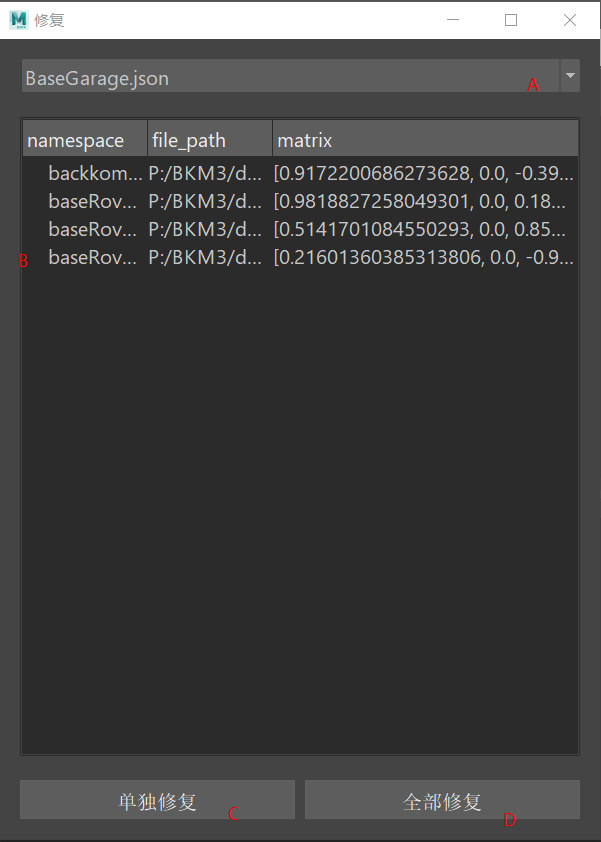 修复
BaseGarage.json
A
namespace file_path matrix
backkom... P:/BKM3/d... [0.9172200686273628, 0.0, -0.39...
baseRov... P:/BKM3/d... [0.9818827258049301, 0.0, 0.18...
baseRov... P:/BKM3/d... [0.5141701084550293, 0.0, 0.85...
B
baseRov... P:/BKM3/d... [0.21601360385313806, 0.0, -0.9...
单独修复 C
全部修复 D